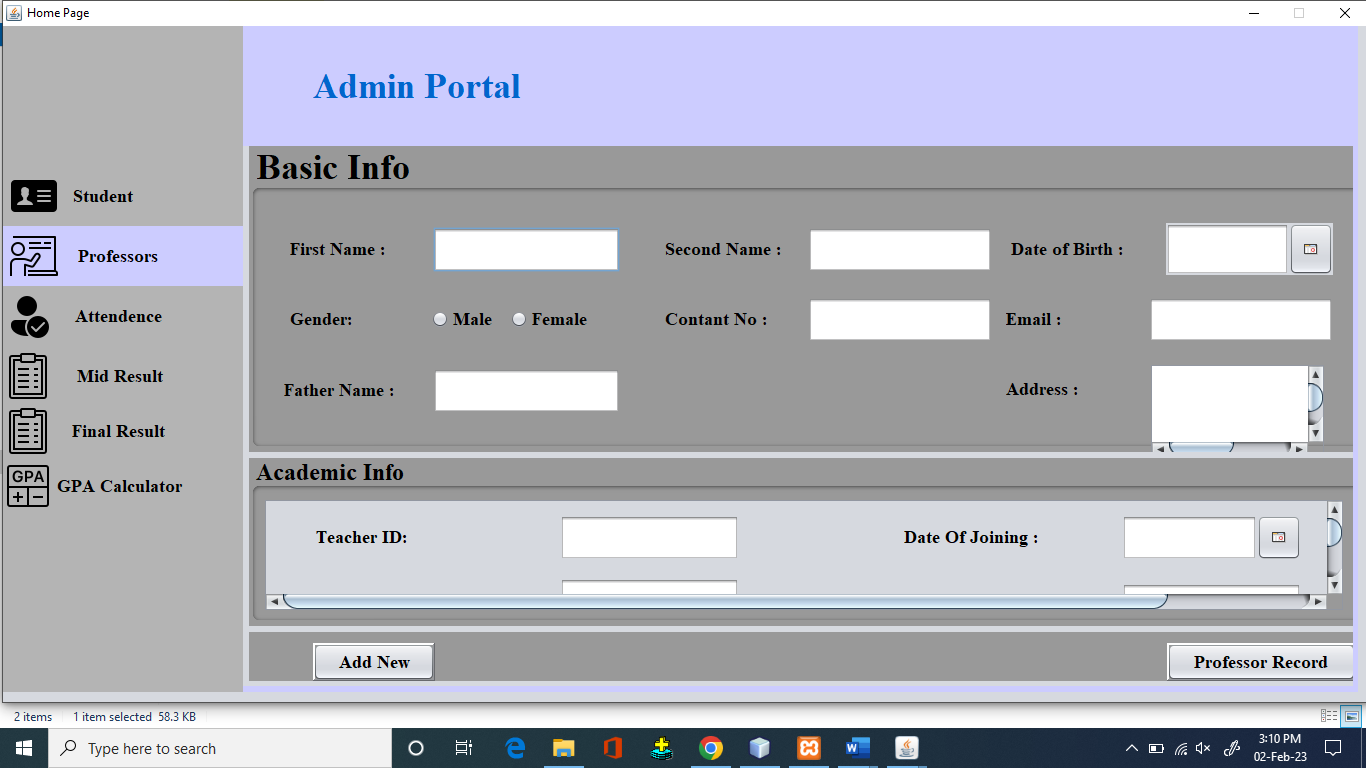 Home Page
Admin Portal
Student
Professors
Attendence
Mid Result
Final Result
GPA
GPA Calculator
Basic Info
First Name :
Second Name :
Date of Birth :
Gender:
Male
Female
Contant No :
Email :
Father Name :
Address :
Academic Info
Teacher ID:
Date Of Joining :
Add New
Professor Record
2 items
1 item selected 58.3 KB
Type here to search
3:10 PM
02-Feb-23